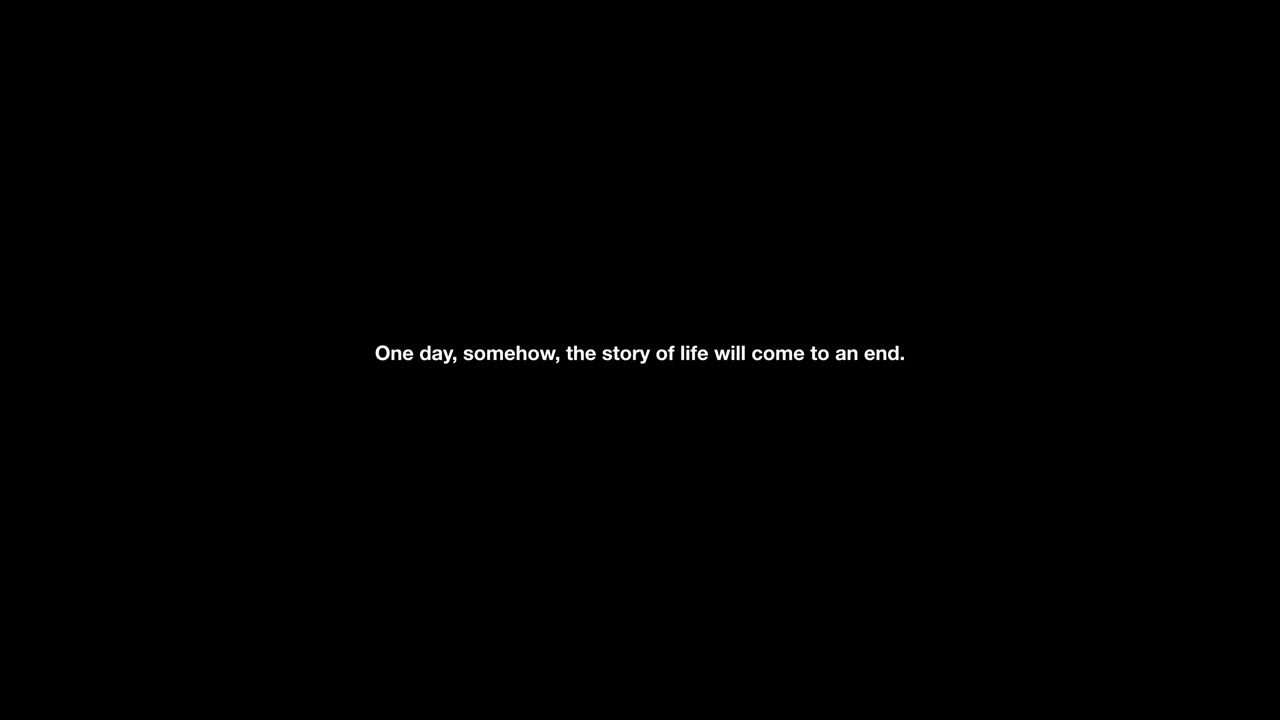 One day, somehow, the story of life will come to an end.